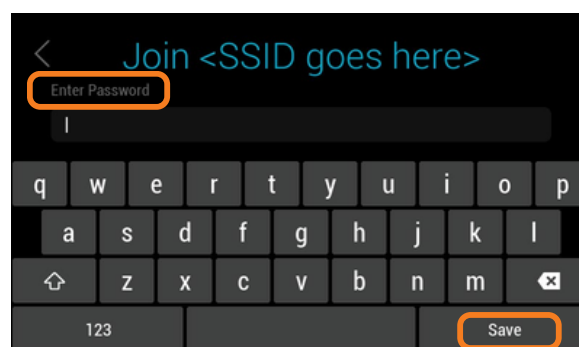 Join <SSID goes here>
Enter Password
q w e r t y u i o p
a s d f g h j k l
z x c v b n m
123 Save